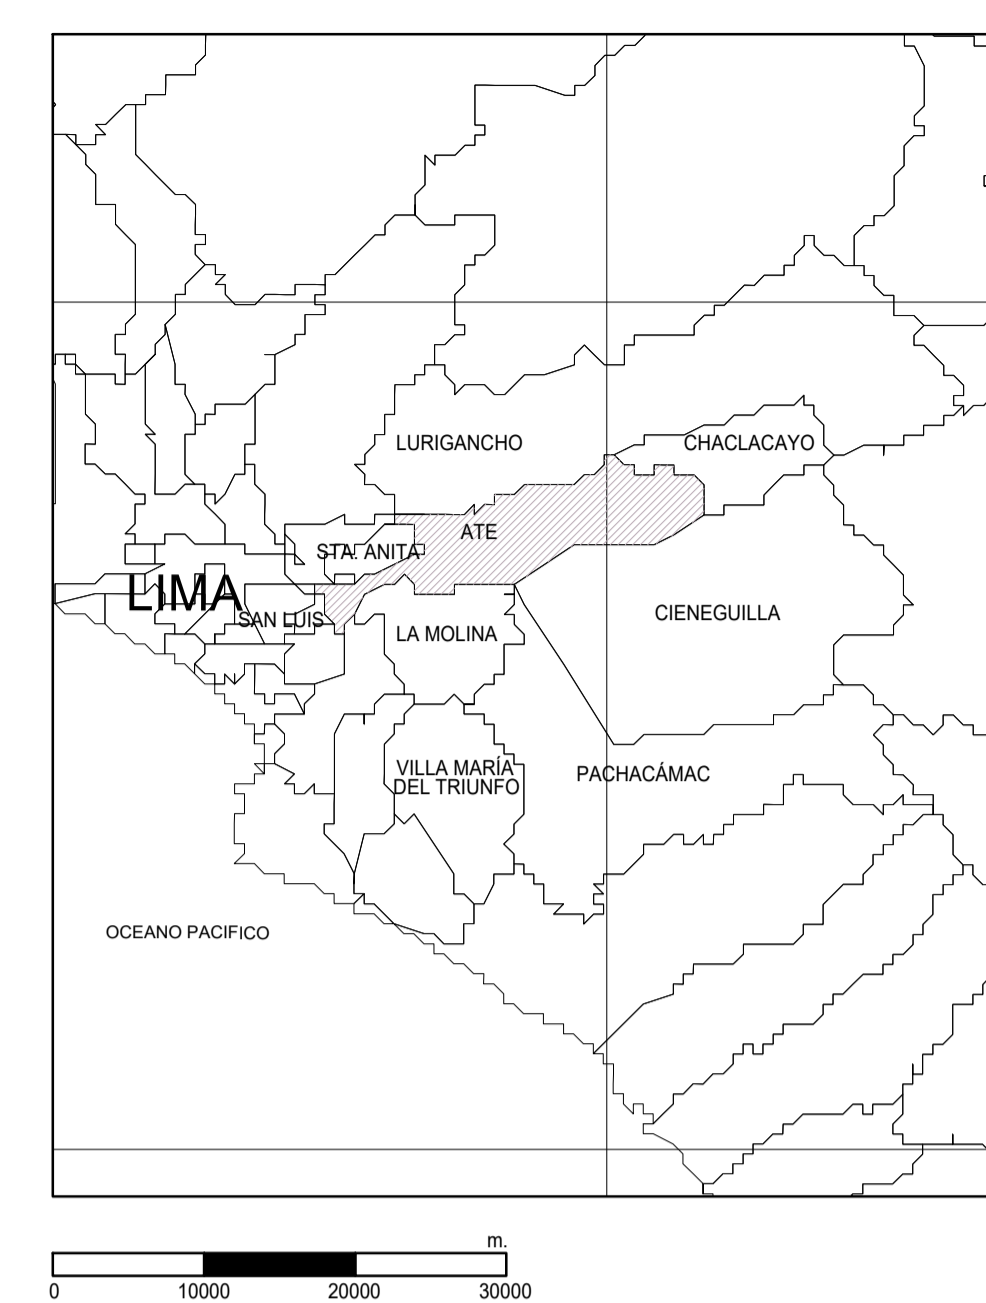 LURIGANCHO
CHACLACAYO
ATE
STA. ANITA
LIMA
SAN LUIS
CIENEGUILLA
LA MOLINA
VILLA MARÍA
DEL TRIUNFO
PACHACÁMAC
OCEANO PACIFICO
m.
0 10000 20000 30000